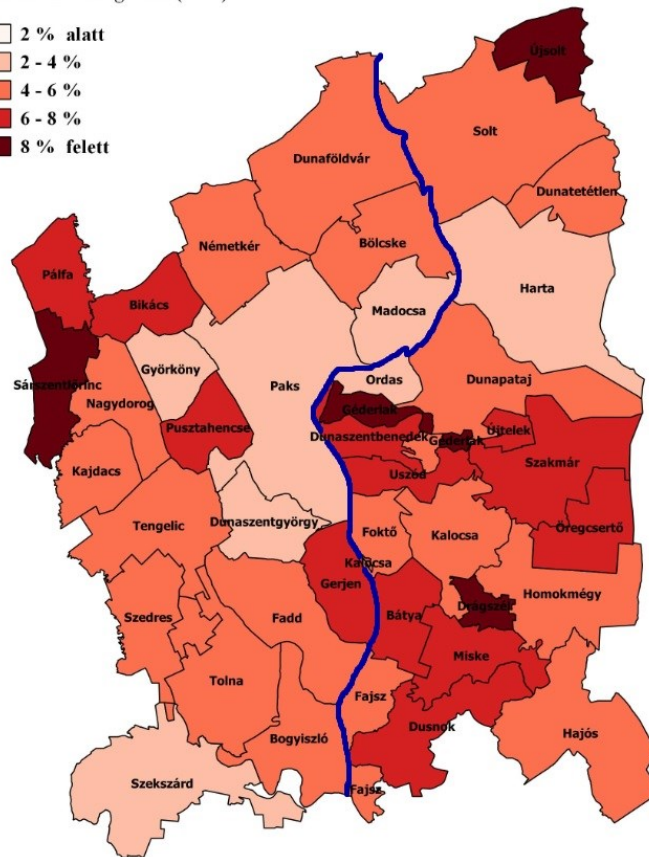 2 % alatt
2 - 4 %
4 - 6 %
6 - 8 %
8 % felett
Újsolt
Solt
Dunaföldvár
Dunatetétlen
Németkér
Bölcske
Pálfa
Harta
Bikács
Madocsa
Györköny
Ordas
Sárszentlőrinc
Paks
Dunapataj
Nagydorog
Géderlak
Pusztahencse
Dunaszentbenedek
Géderlak
Újtelek
Kajdacs
Uszód
Szakmár
Tengelic
Dunaszentgyörgy
Öregcsertő
Foktő
Kalocsa
Kalocsa
Gerjen
Homokmégy
Szedres
Fadd
Bátya
Drágszél
Miske
Tolna
Fajsz
Bogyiszló
Dusnok
Hajós
Szekszárd
Fajsz